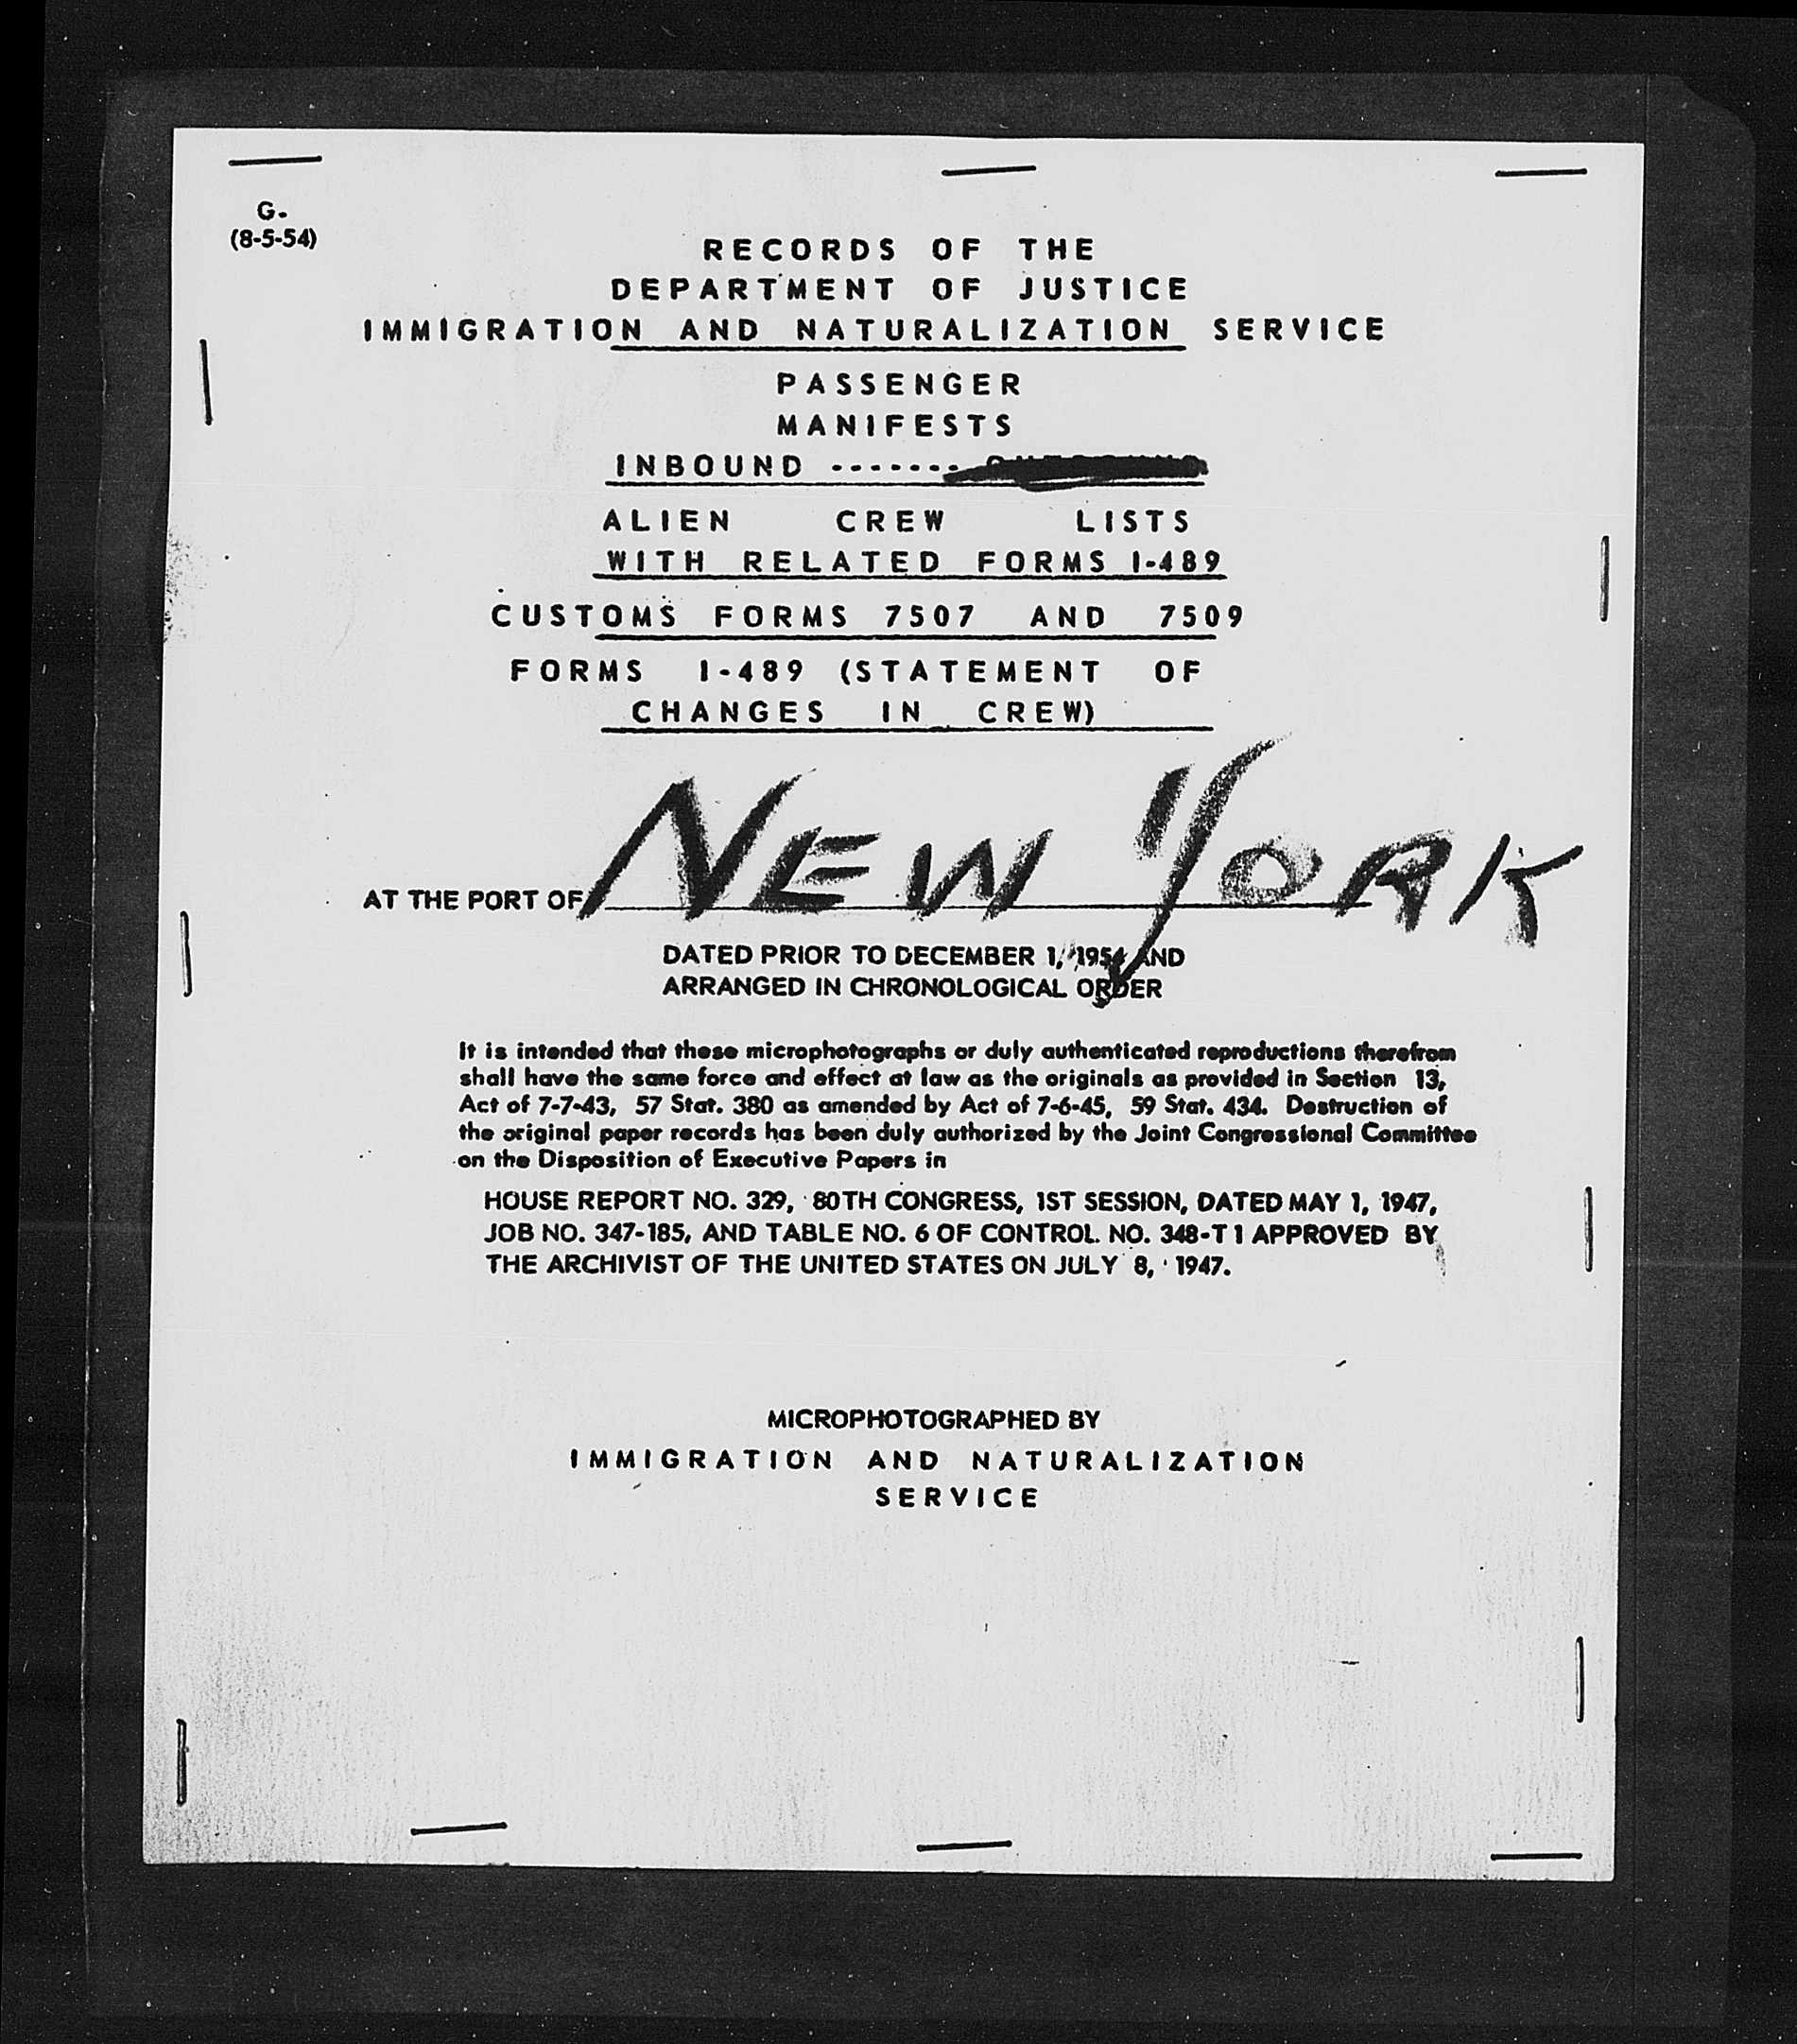 G-
(8-5-54)
RECORDS OF THE
DEPARTMENT OF JUSTICE
IMMIGRATION AND NATURALIZATION SERVICE
PASSENGER
MANIFESTS
INBOUND -------
ALIEN CREW LISTS
WITH RELATED FORMS I-489
CUSTOMS FORMS 7507 AND 7509
FORMS I-489 (STATEMENT OF
CHANGES IN CREW)
AT THE PORT OF NEW YORK
DATED PRIOR TO DECEMBER 1, 1954 AND
ARRANGED IN CHRONOLOGICAL ORDER
It is intended that these microphotographs or duly authenticated reproductions therefrom
shall have the same force and effect at law as the originals as provided in Section 13,
Act of 7-7-43, 57 Stat. 380 as amended by Act of 7-6-45, 59 Stat. 434. Destruction of
the original paper records has been duly authorized by the Joint Congressional Committee
on the Disposition of Executive Papers in
HOUSE REPORT NO. 329, 80TH CONGRESS, 1ST SESSION, DATED MAY 1, 1947,
JOB NO. 347-185, AND TABLE NO. 6 OF CONTROL NO. 348-T1 APPROVED BY
THE ARCHIVIST OF THE UNITED STATES ON JULY 8, 1947.
MICROPHOTOGRAPHED BY
IMMIGRATION AND NATURALIZATION
SERVICE